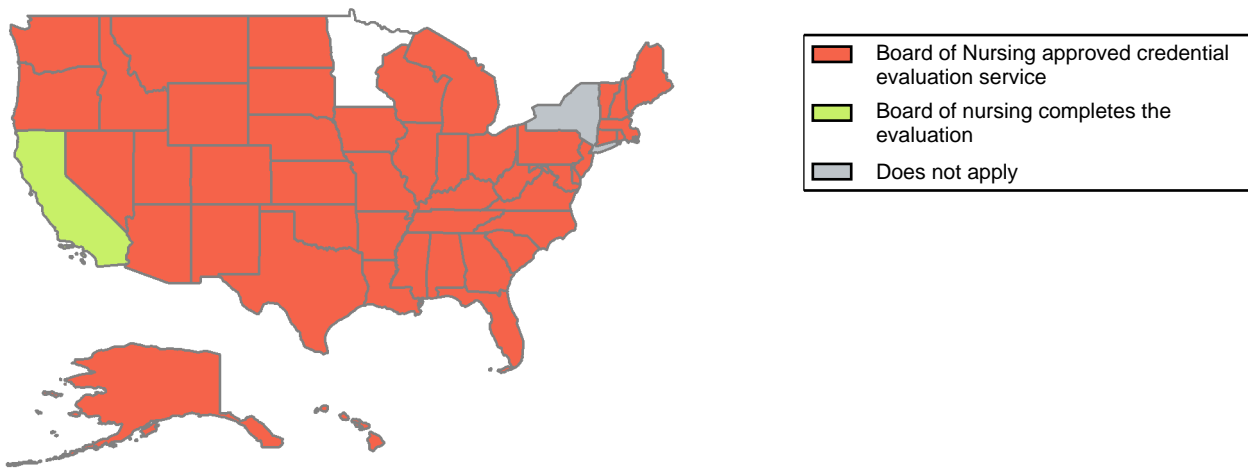 Board of Nursing approved credential
evaluation service
Board of nursing completes the
evaluation
Does not apply